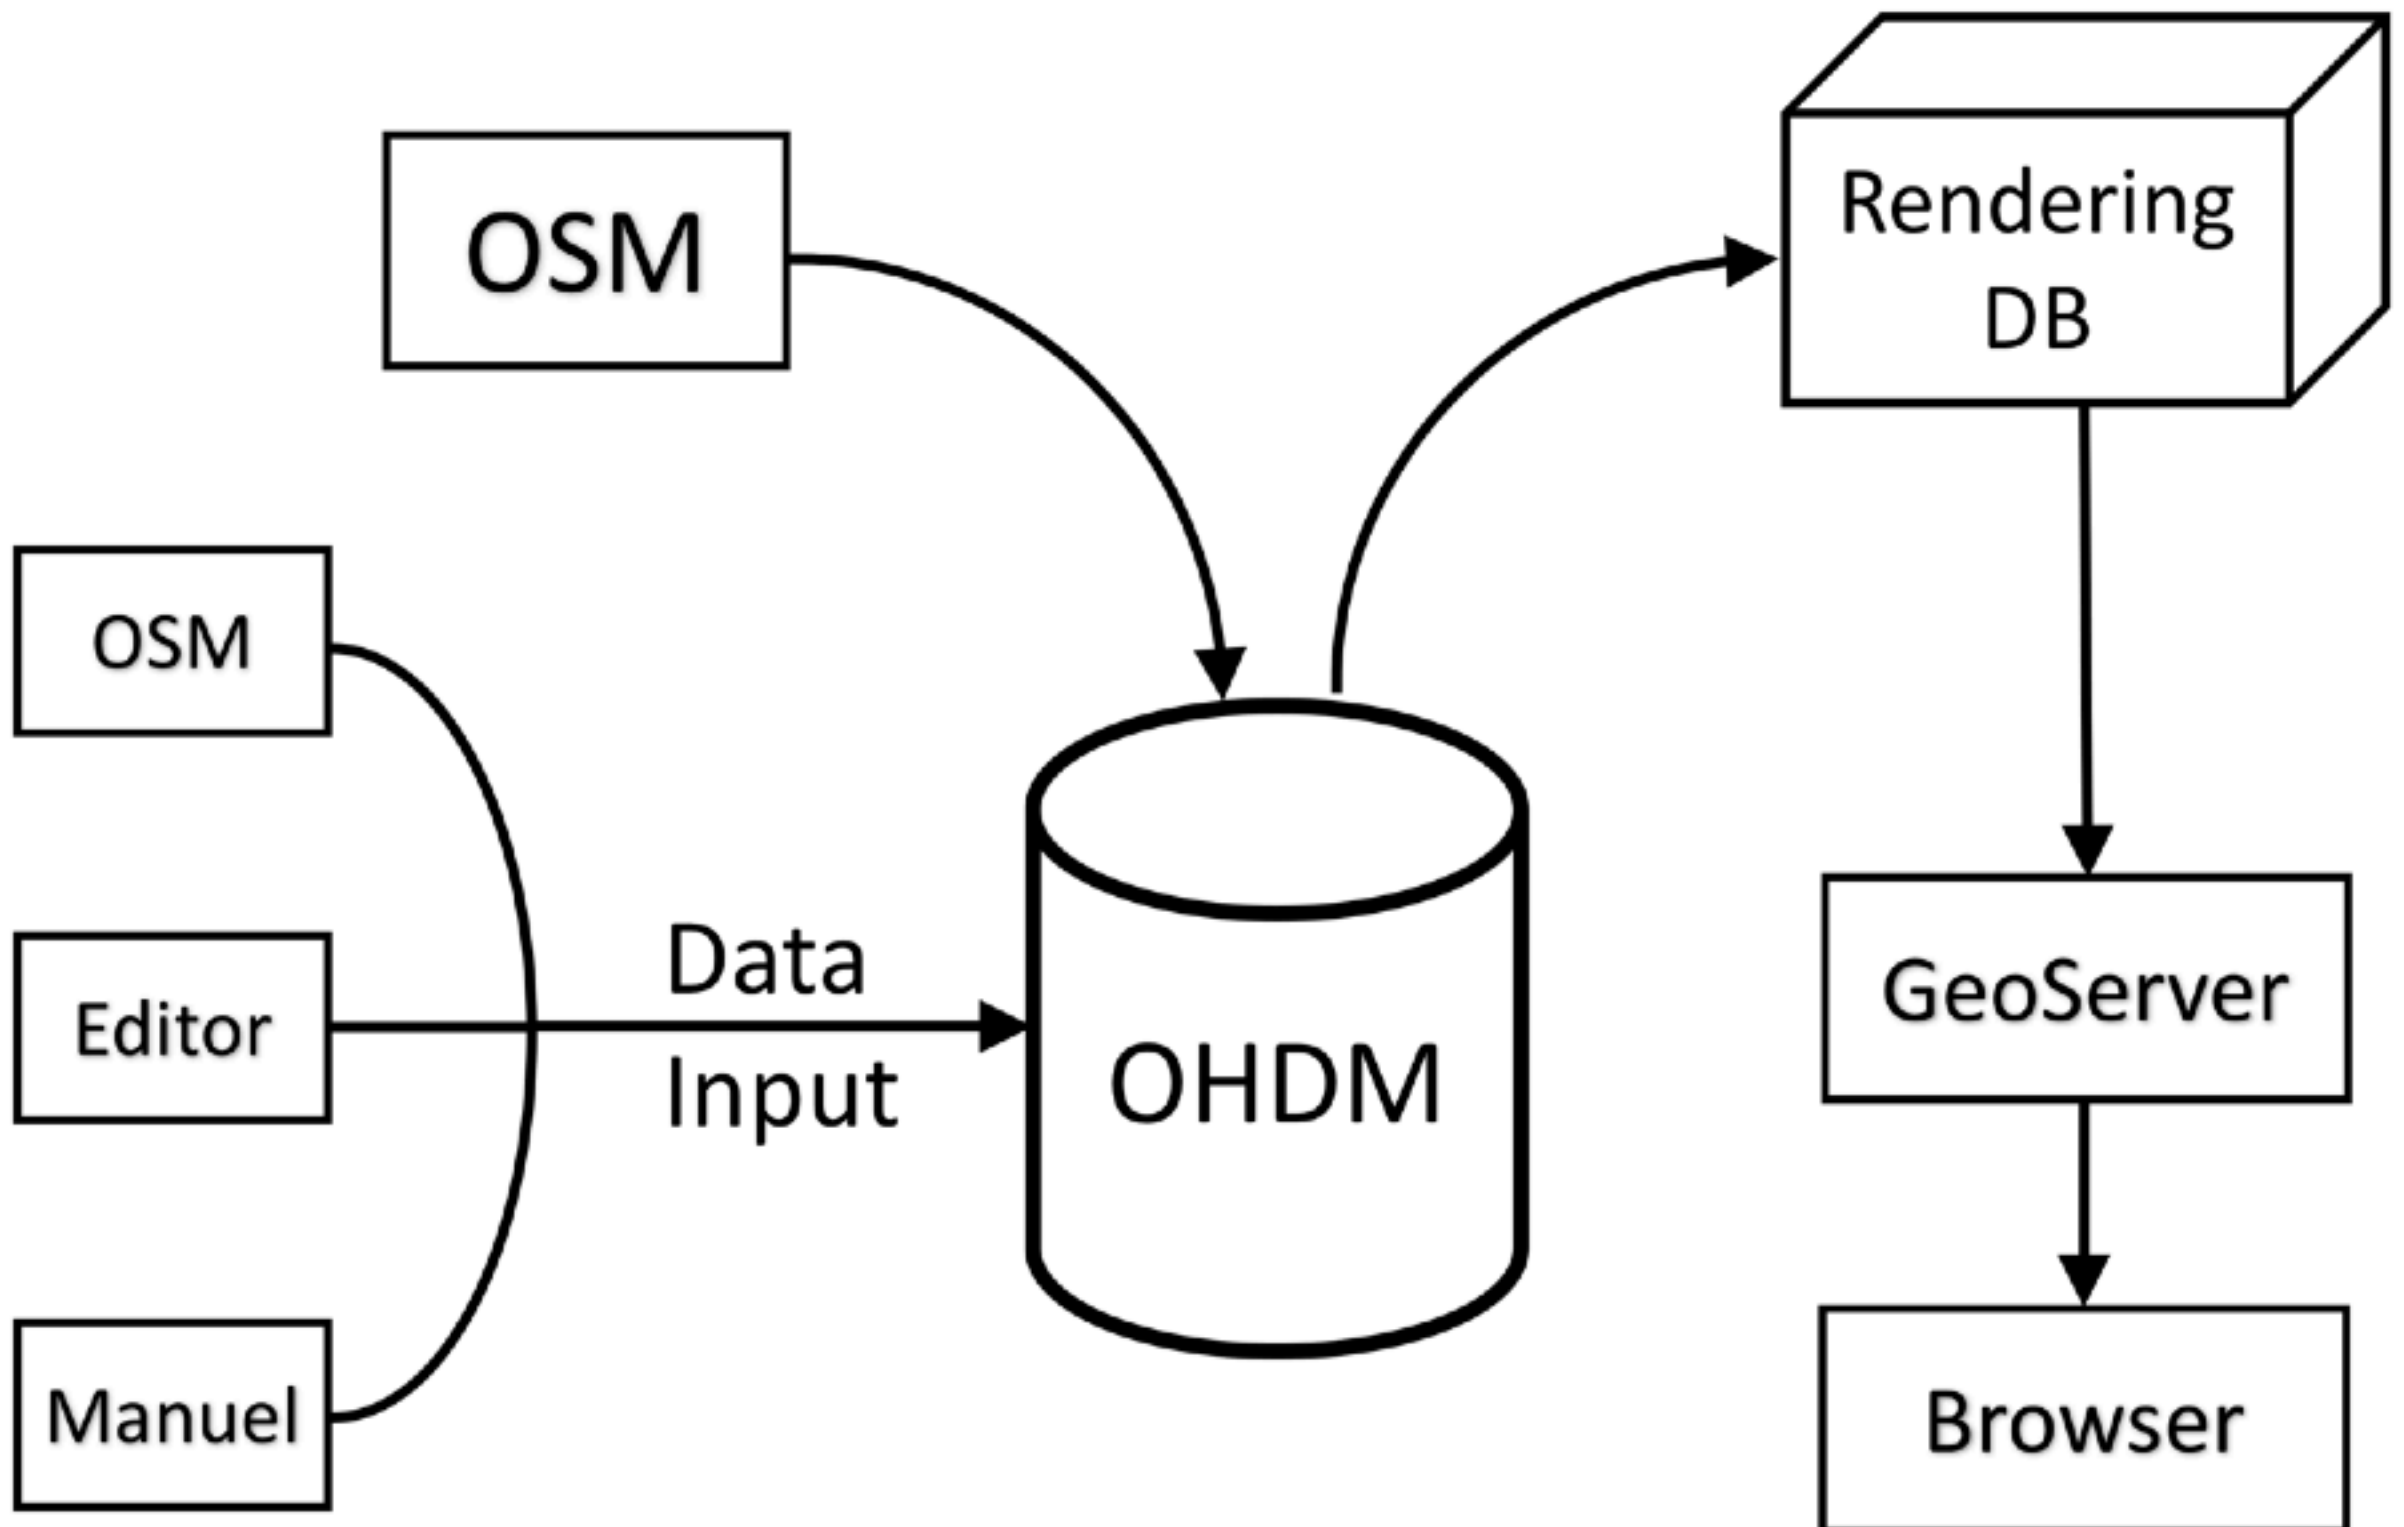 OSM
Rendering
DB
OSM
Editor
Manuel
Data
Input
OHDM
GeoServer
Browser